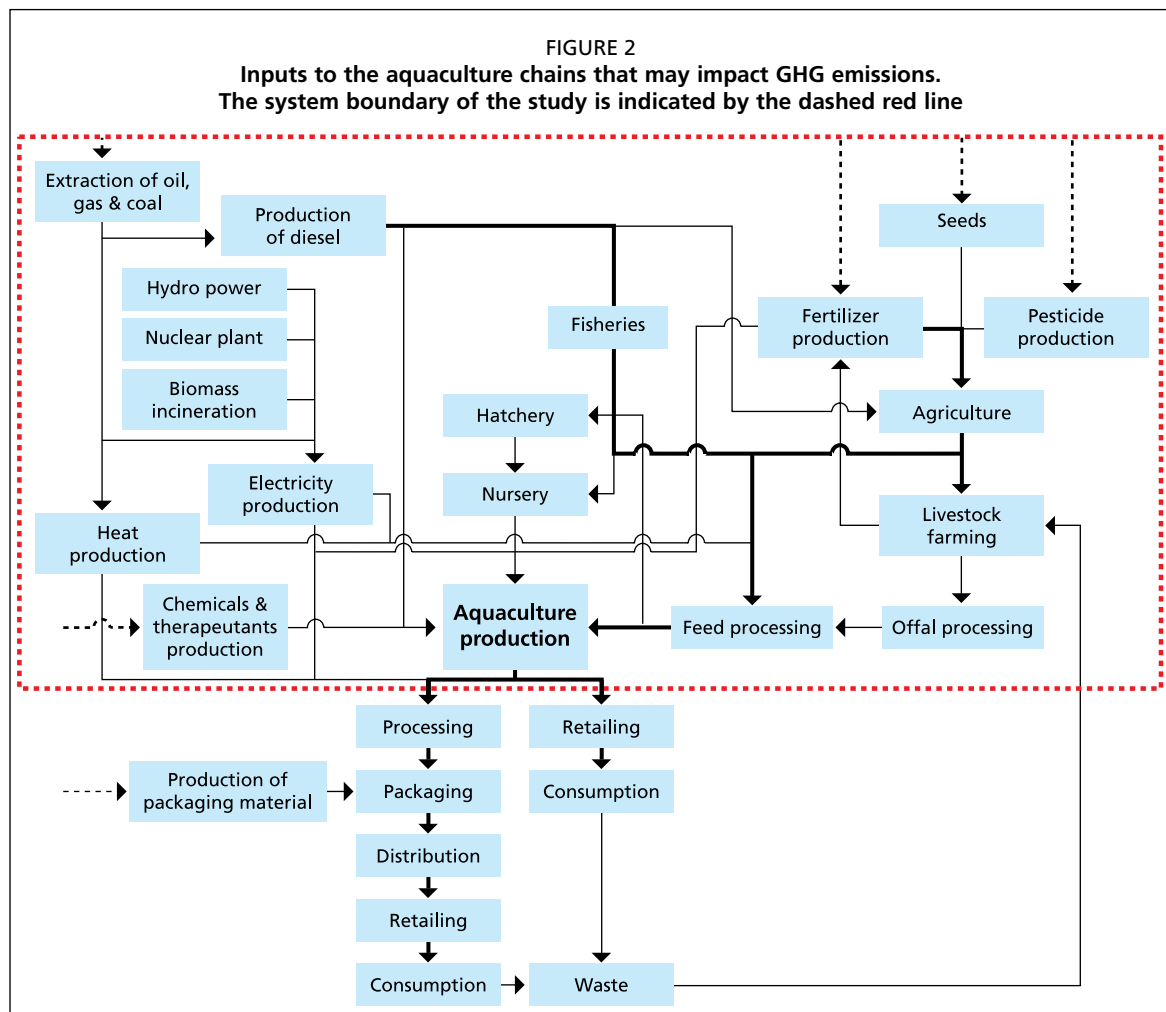 FIGURE 2
Inputs to the aquaculture chains that may impact GHG emissions.
The system boundary of the study is indicated by the dashed red line
Extraction of oil,
gas & coal
Production
of diesel
Seeds
Hydro power
Fisheries
Fertilizer
production
Pesticide
production
Nuclear plant
Biomass
incineration
Hatchery
Agriculture
Electricity
production
Nursery
Heat
production
Livestock
farming
Chemicals &
therapeutants
production
Aquaculture
production
Feed processing
Offal processing
Processing
Retailing
Production of
packaging material
Packaging
Consumption
Distribution
Retailing
Consumption
Waste